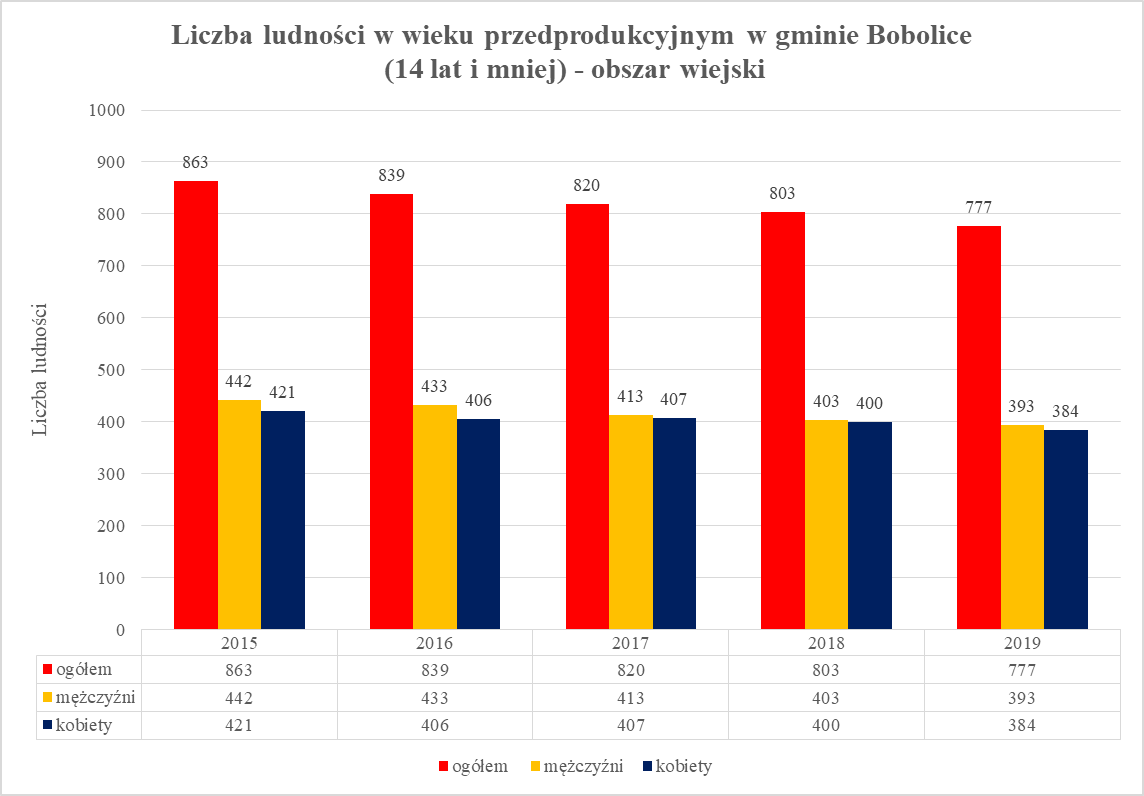 Liczba ludności w wieku przedprodukcyjnym w gminie Bobolice
(14 lat i mniej) - obszar wiejski
Liczba ludności
1000
900
800
700
600
500
400
300
200
100
0
863 839 820 803 777
442 421 433 406 413 407 403 400 393 384
2015 2016 2017 2018 2019
ogółem 863 839 820 803 777
mężczyźni 442 433 413 403 393
kobiety 421 406 407 400 384
ogółem mężczyźni kobiety